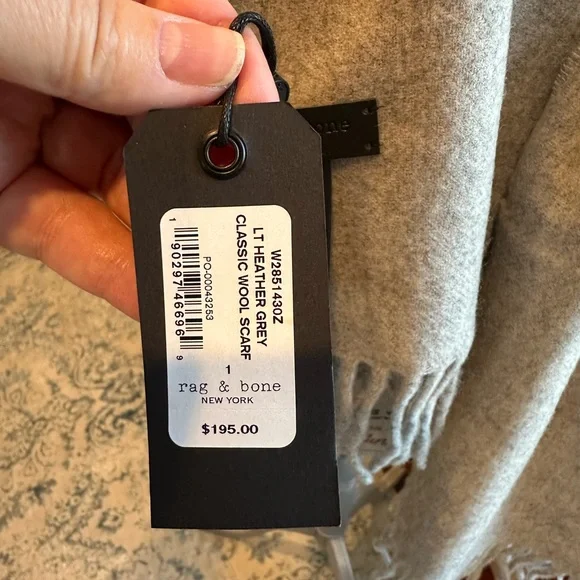 W2851430Z
LT HEATHER GREY
CLASSIC WOOL SCARF
1
PO-00043253
1 90297 46696 9
rag & bone
NEW YORK
$195.00